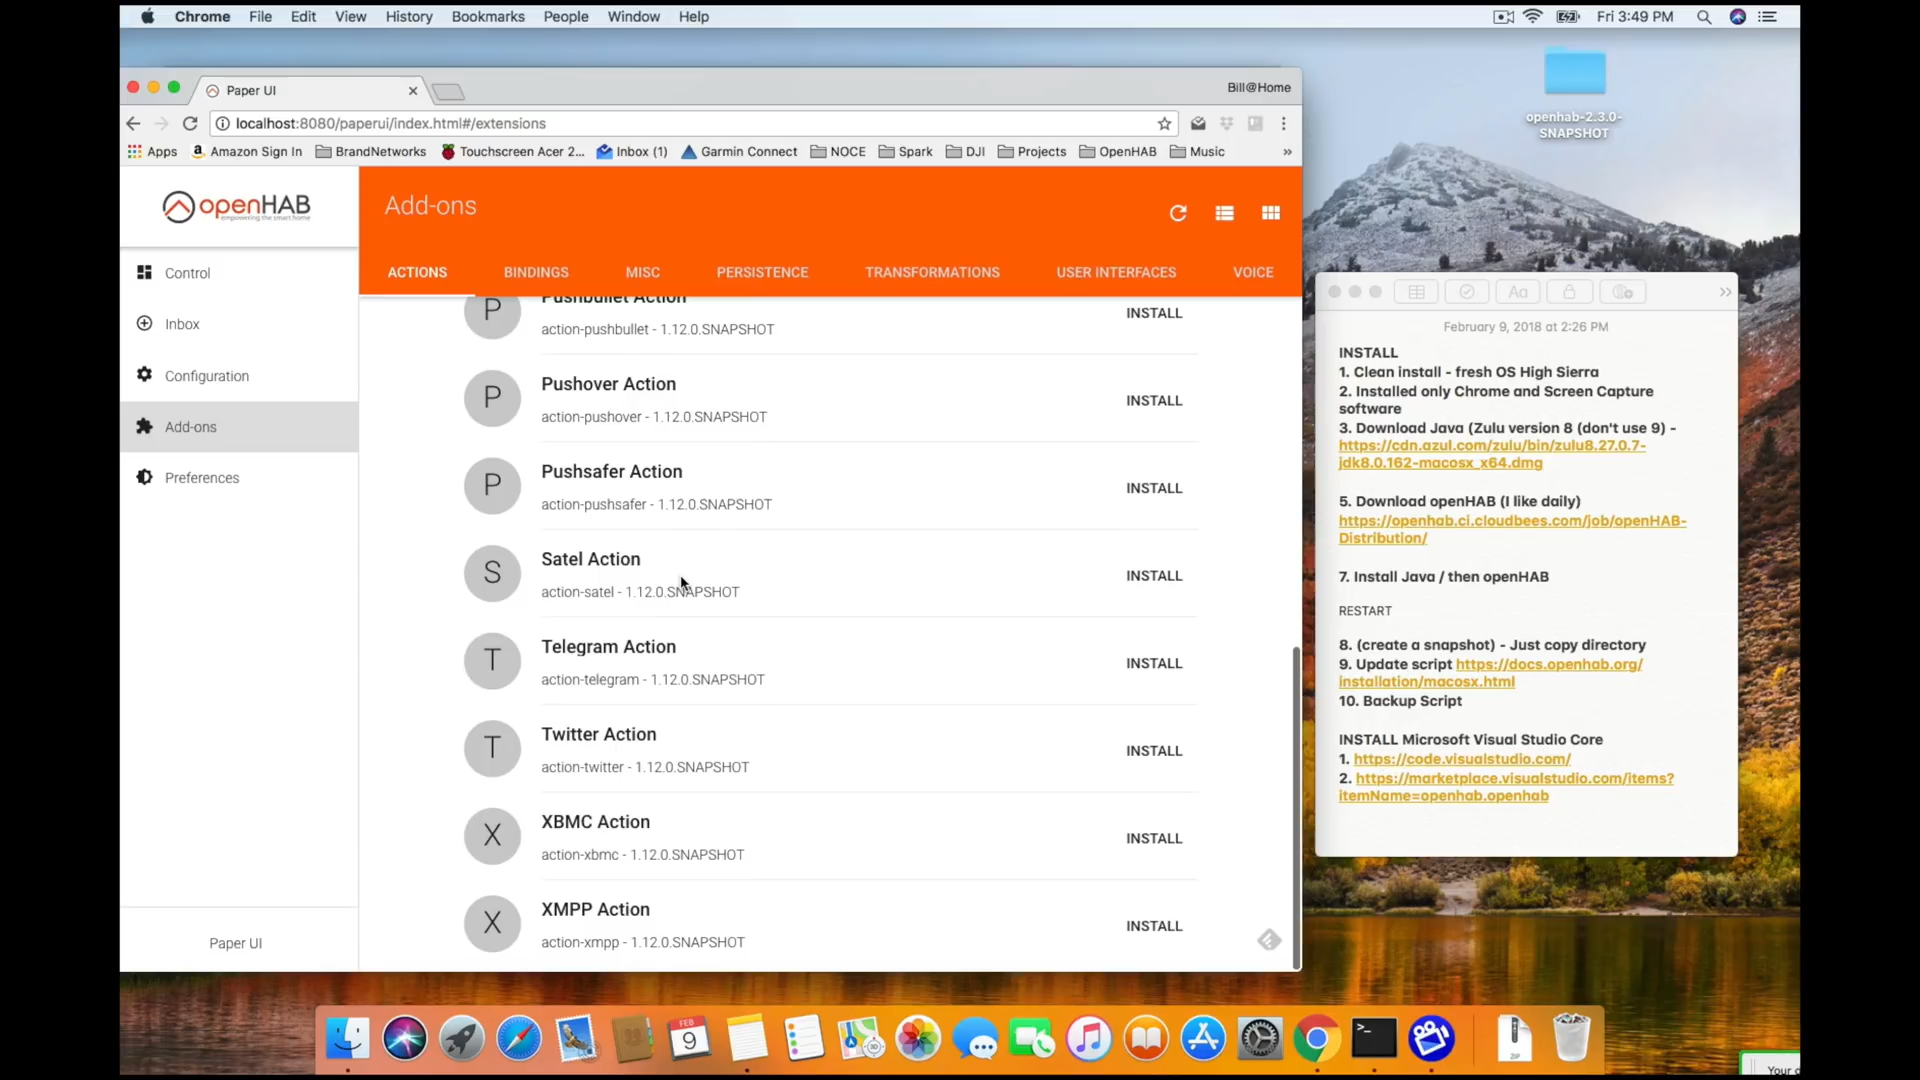 Chrome File Edit View History Bookmarks People Window Help
Fri 3:49 PM
Paper UI
Bill@Home
localhost:8080/paperui/index.html#/extensions
Apps Amazon Sign In BrandNetworks Touchscreen Acer 2... Inbox (1) Garmin Connect NOCE Spark DJI Projects OpenHAB Music »
openHAB
empowering the smart home
Control
Inbox
Configuration
Add-ons
Preferences
Paper UI
Add-ons
ACTIONS BINDINGS MISC PERSISTENCE TRANSFORMATIONS USER INTERFACES VOICE
P Pushbullet Action
action-pushbullet - 1.12.0.SNAPSHOT
INSTALL
P Pushover Action
action-pushover - 1.12.0.SNAPSHOT
INSTALL
P Pushsafer Action
action-pushsafer - 1.12.0.SNAPSHOT
INSTALL
S Satel Action
action-satel - 1.12.0.SNAPSHOT
INSTALL
T Telegram Action
action-telegram - 1.12.0.SNAPSHOT
INSTALL
T Twitter Action
action-twitter - 1.12.0.SNAPSHOT
INSTALL
X XBMC Action
action-xbmc - 1.12.0.SNAPSHOT
INSTALL
X XMPP Action
action-xmpp - 1.12.0.SNAPSHOT
INSTALL
openhab-2.3.0-
SNAPSHOT
Aa
»
February 9, 2018 at 2:26 PM
INSTALL
1. Clean install - fresh OS High Sierra
2. Installed only Chrome and Screen Capture
software
3. Download Java (Zulu version 8 (don't use 9) -
https://cdn.azul.com/zulu/bin/zulu8.27.0.7-
jdk8.0.162-macosx_x64.dmg
5. Download openHAB (I like daily)
https://openhab.ci.cloudbees.com/job/openHAB-
Distribution/
7. Install Java / then openHAB
RESTART
8. (create a snapshot) - Just copy directory
9. Update script https://docs.openhab.org/
installation/macosx.html
10. Backup Script
INSTALL Microsoft Visual Studio Core
1. https://code.visualstudio.com/
2. https://marketplace.visualstudio.com/items?
itemName=openhab.openhab
FEB
9
ZIP
Your